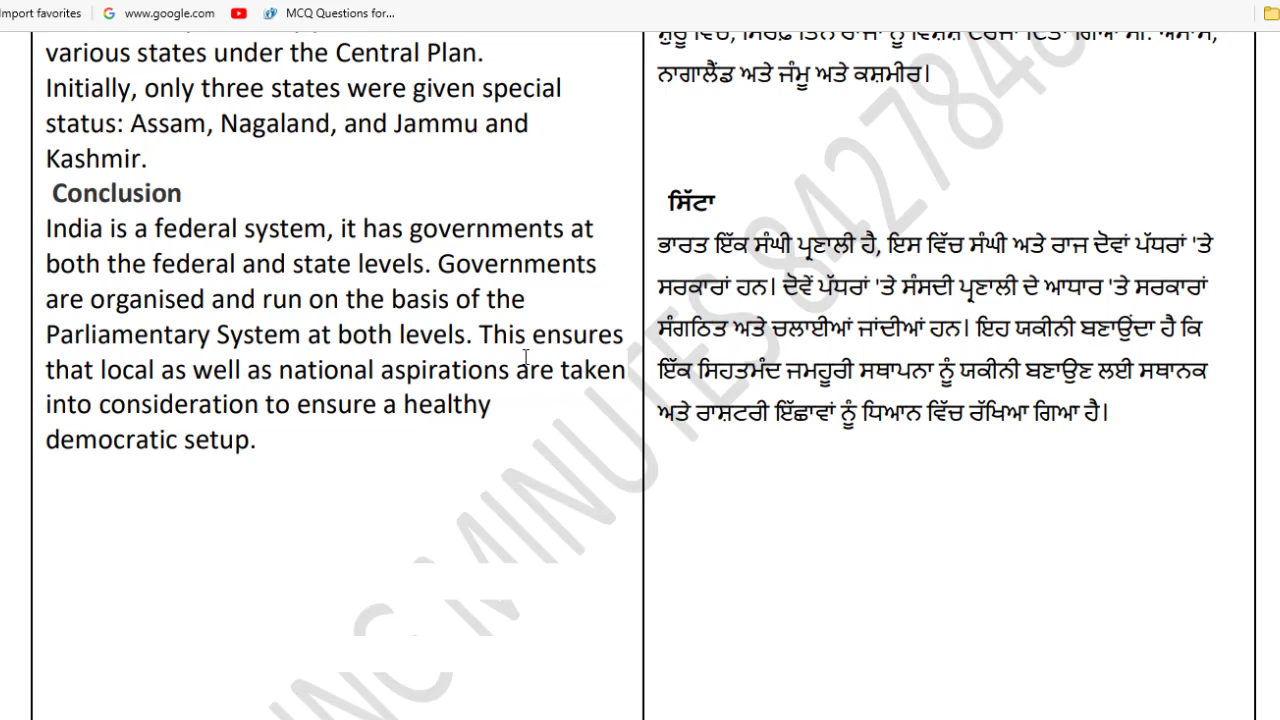 Import favorites
www.google.com
MCQ Questions for...
various states under the Central Plan.
Initially, only three states were given special
status: Assam, Nagaland, and Jammu and
Kashmir.
Conclusion
India is a federal system, it has governments at
both the federal and state levels. Governments
are organised and run on the basis of the
Parliamentary System at both levels. This ensures
that local as well as national aspirations are taken
into consideration to ensure a healthy
democratic setup.
ਨਾਗਾਲੈਂਡ ਅਤੇ ਜੰਮੂ ਅਤੇ ਕਸ਼ਮੀਰ।
ਸਿੱਟਾ
ਭਾਰਤ ਇੱਕ ਸੰਘੀ ਪ੍ਰਣਾਲੀ ਹੈ, ਇਸ ਵਿੱਚ ਸੰਘੀ ਅਤੇ ਰਾਜ ਦੋਵਾਂ ਪੱਧਰਾਂ 'ਤੇ
ਸਰਕਾਰਾਂ ਹਨ। ਦੋਵੇਂ ਪੱਧਰਾਂ 'ਤੇ ਸੰਸਦੀ ਪ੍ਰਣਾਲੀ ਦੇ ਆਧਾਰ 'ਤੇ ਸਰਕਾਰਾਂ
ਸੰਗਠਿਤ ਅਤੇ ਚਲਾਈਆਂ ਜਾਂਦੀਆਂ ਹਨ। ਇਹ ਯਕੀਨੀ ਬਣਾਉਂਦਾ ਹੈ ਕਿ
ਇੱਕ ਸਿਹਤਮੰਦ ਜਮਹੂਰੀ ਸਥਾਪਨਾ ਨੂੰ ਯਕੀਨੀ ਬਣਾਉਣ ਲਈ ਸਥਾਨਕ
ਅਤੇ ਰਾਸ਼ਟਰੀ ਇੱਛਾਵਾਂ ਨੂੰ ਧਿਆਨ ਵਿੱਚ ਰੱਖਿਆ ਗਿਆ ਹੈ।
MINUTES 842784